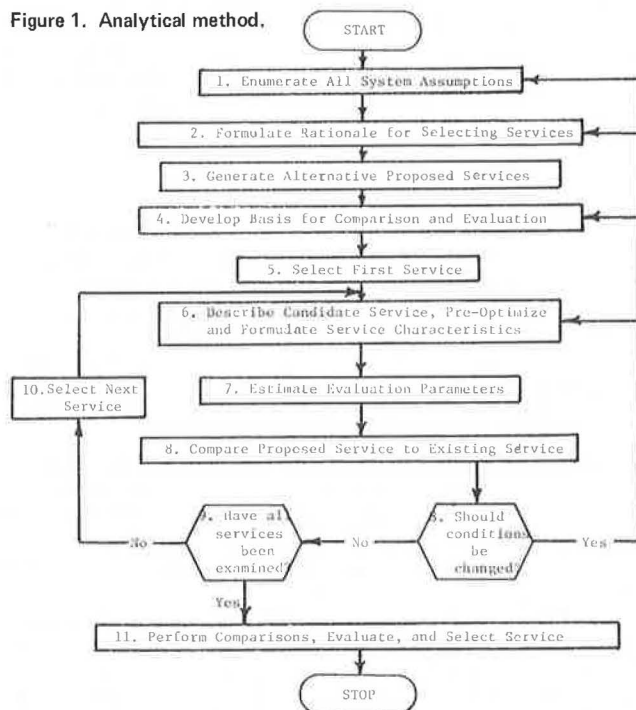 Figure 1. Analytical method.
START
1. Enumerate All System Assumptions
2. Formulate Rationale for Selecting Services
3. Generate Alternative Proposed Services
4. Develop Basis for Comparison and Evaluation
5. Select First Service
6. Describe Candidate Service, Pre-Optimize
and Formulate Service Characteristics
10. Select Next
Service
7. Estimate Evaluation Parameters
8. Compare Proposed Service to Existing Service
9. Have all
services
been
examined?
8. Should
conditions
be
changed?
No
No
Yes
Yes
11. Perform Comparisons, Evaluate, and Select Service
STOP